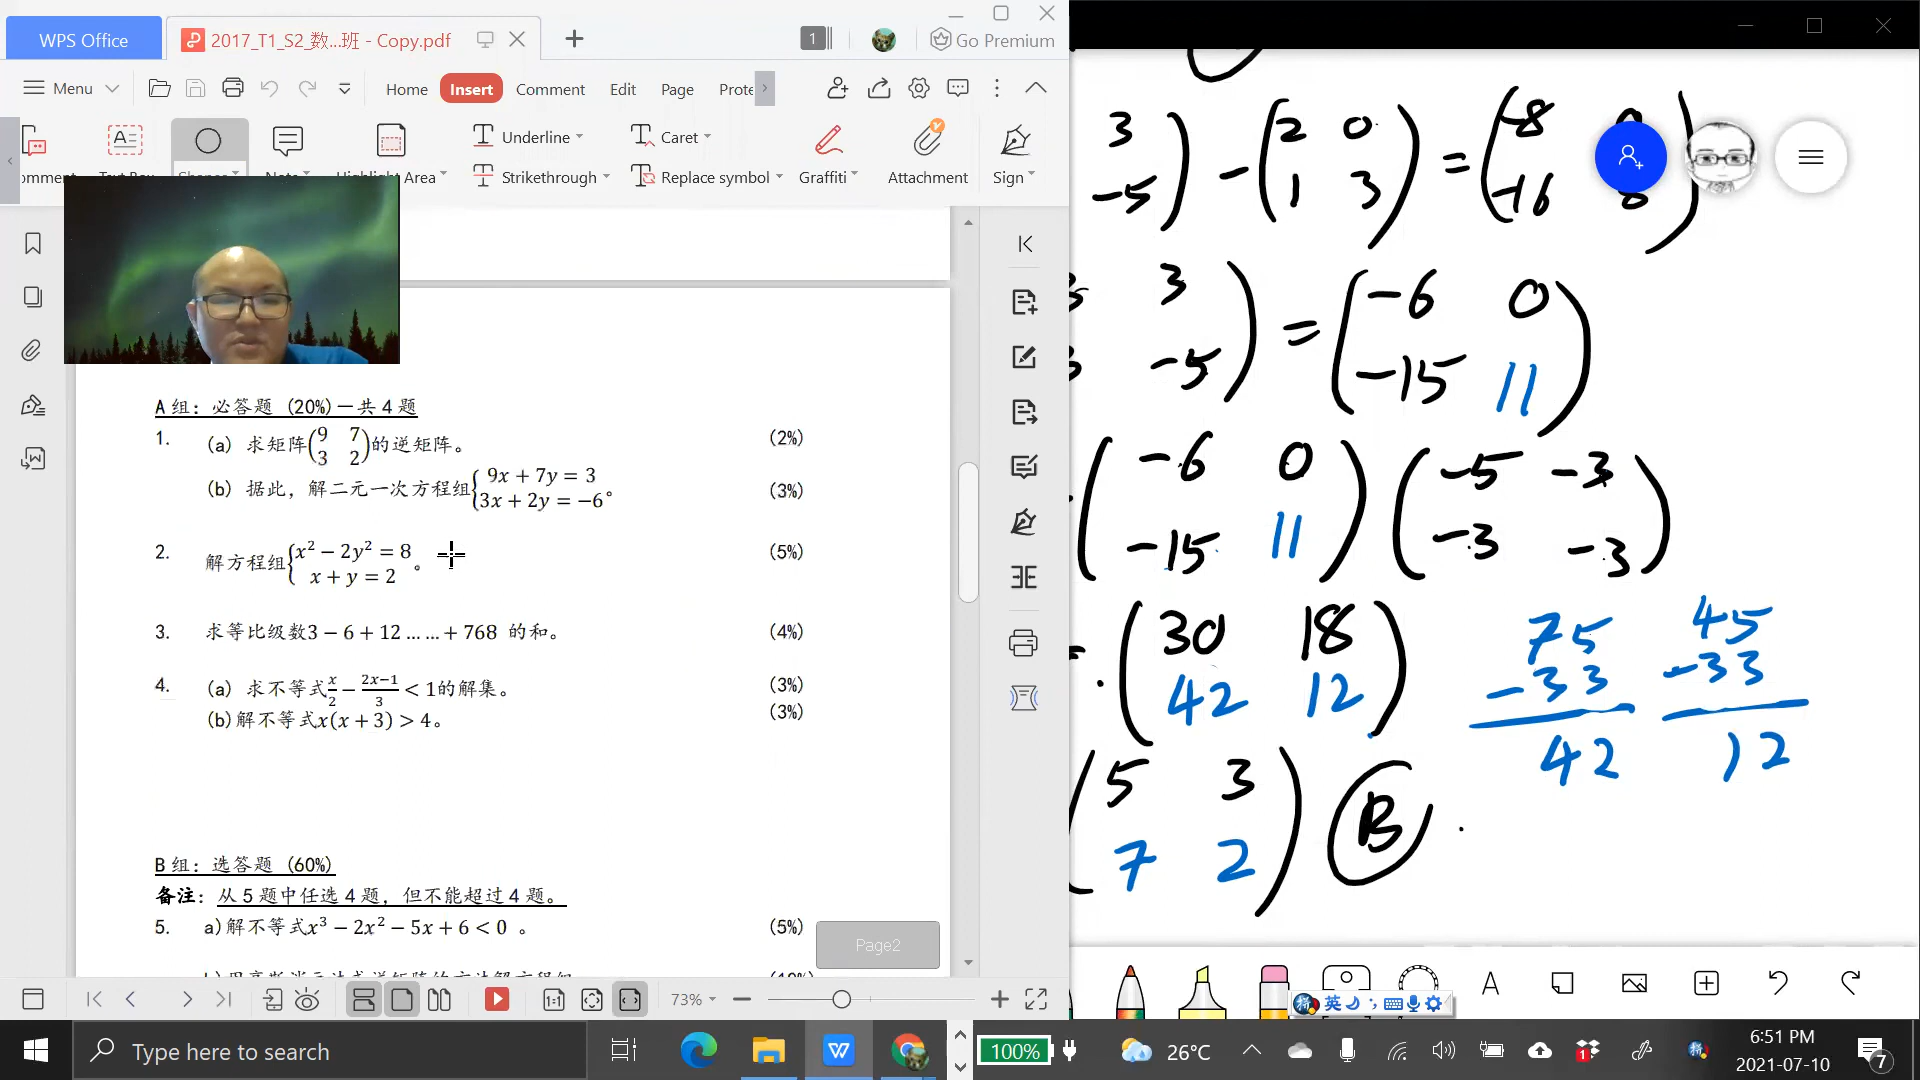 WPS Office
2017_T1_S2_数...班 - Copy.pdf
1
Go Premium
Menu
Home
Insert
Comment
Edit
Page
Prote
Underline
Caret
Strikethrough
Replace symbol
Graffiti
Attachment
Sign
Area
A 组：必答题 (20%)－共 4 题
1. (a) 求矩阵(9 7
3 2)的逆矩阵。 (2%)
(b) 据此，解二元一次方程组{9x + 7y = 3
3x + 2y = −6。 (3%)
2. 解方程组{x² − 2y² = 8
x + y = 2。 (5%)
3. 求等比级数3 − 6 + 12 …… + 768 的和。 (4%)
4. (a) 求不等式x/2 − (2x−1)/3 < 1的解集。 (3%)
(b)解不等式x(x + 3) > 4。 (3%)
B 组：选答题 (60%)
备注：从 5 题中任选 4 题，但不能超过 4 题。
5. a)解不等式x³ − 2x² − 5x + 6 < 0 。 (5%)
Page2
73%
3
-5) - (2 0
1 3) = (-8
-16
3
-5) = (-6 0
-15 11)
(-6 0
-15 11) (-5 -3
-3 -3)
= (30 18
42 12)
75
-33
42
45
-33
12
(5 3
7 2) B
英
Type here to search
100%
26°C
6:51 PM
2021-07-10
7